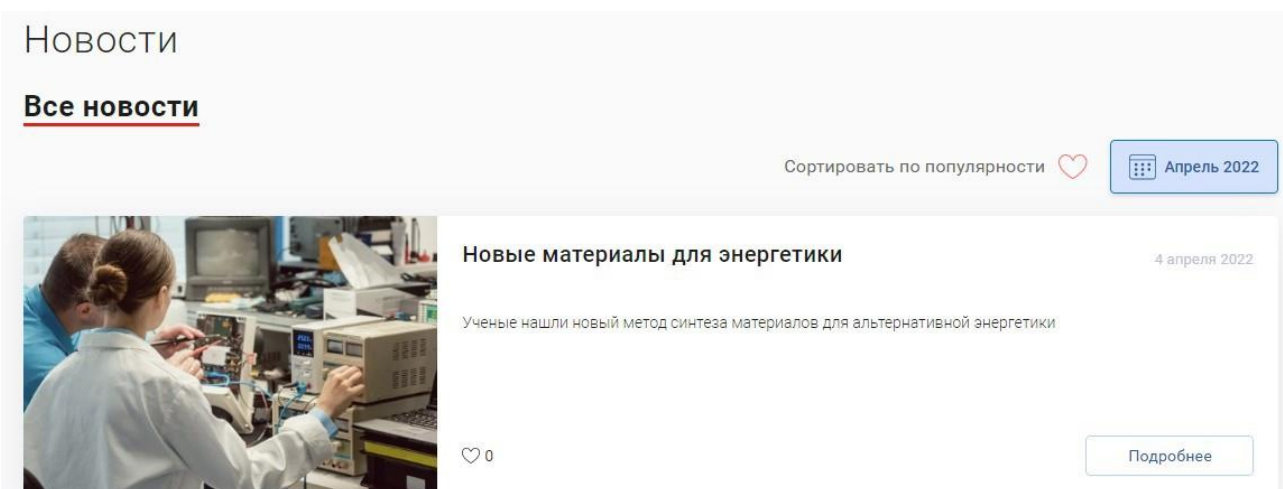 Новости
Все новости
Сортировать по популярности
Апрель 2022
Новые материалы для энергетики
4 апреля 2022
Ученые нашли новый метод синтеза материалов для альтернативной энергетики
0
Подробнее